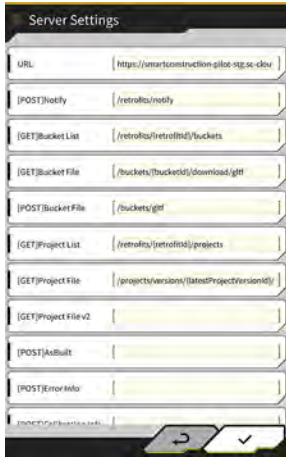 Server Settings
URL
https://smartconstruction-pilot-stg.sc-clou
[POST]Notify
/retrofits/notify
[GET]Bucket List
/retrofits/{retrofitId}/buckets
[GET]Bucket File
/buckets/{bucketId}/download/gltf
[POST]Bucket File
/buckets/gltf
[GET]Project List
/retrofits/{retrofitId}/projects
[GET]Project File
/projects/versions/{latestProjectVersionId}/
[GET]Project File v2
[POST]AsBuilt
[POST]Error Info